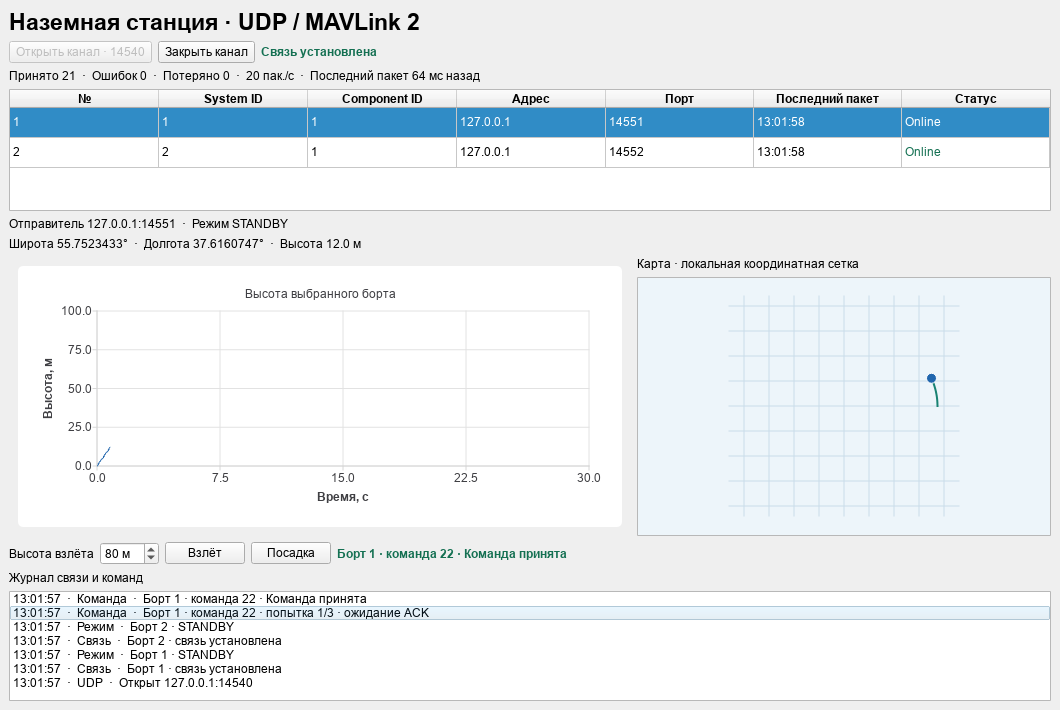 Наземная станция · UDP / MAVLink 2
Открыть канал · 14540 Закрыть канал Связь установлена
Принято 21 · Ошибок 0 · Потеряно 0 · 20 пак./с · Последний пакет 64 мс назад
№ System ID Component ID Адрес Порт Последний пакет Статус
1 1 1 127.0.0.1 14551 13:01:58 Online
2 2 1 127.0.0.1 14552 13:01:58 Online
Отправитель 127.0.0.1:14551 · Режим STANDBY
Широта 55.7523433° · Долгота 37.6160747° · Высота 12.0 м
Высота выбранного борта
100.0
75.0
50.0
25.0
0.0
Высота, м
0.0 7.5 15.0 22.5 30.0
Время, с
Карта · локальная координатная сетка
Высота взлёта 80 м Взлёт Посадка Борт 1 · команда 22 · Команда принята
Журнал связи и команд
13:01:57 · Команда · Борт 1 · команда 22 · Команда принята
13:01:57 · Команда · Борт 1 · команда 22 · попытка 1/3 · ожидание ACK
13:01:57 · Режим · Борт 2 · STANDBY
13:01:57 · Связь · Борт 2 · связь установлена
13:01:57 · Режим · Борт 1 · STANDBY
13:01:57 · Связь · Борт 1 · связь установлена
13:01:57 · UDP · Открыт 127.0.0.1:14540